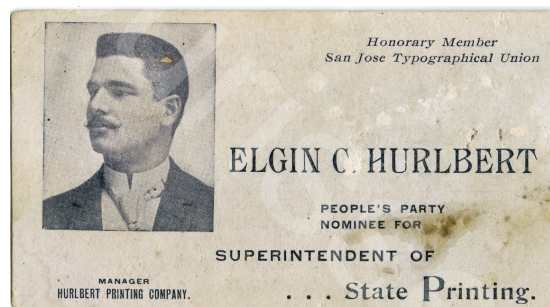 Honorary Member
San Jose Typographical Union
ELGIN C. HURLBERT
PEOPLE'S PARTY
NOMINEE FOR
SUPERINTENDENT OF
. . . State Printing.
MANAGER
HURLBERT PRINTING COMPANY.